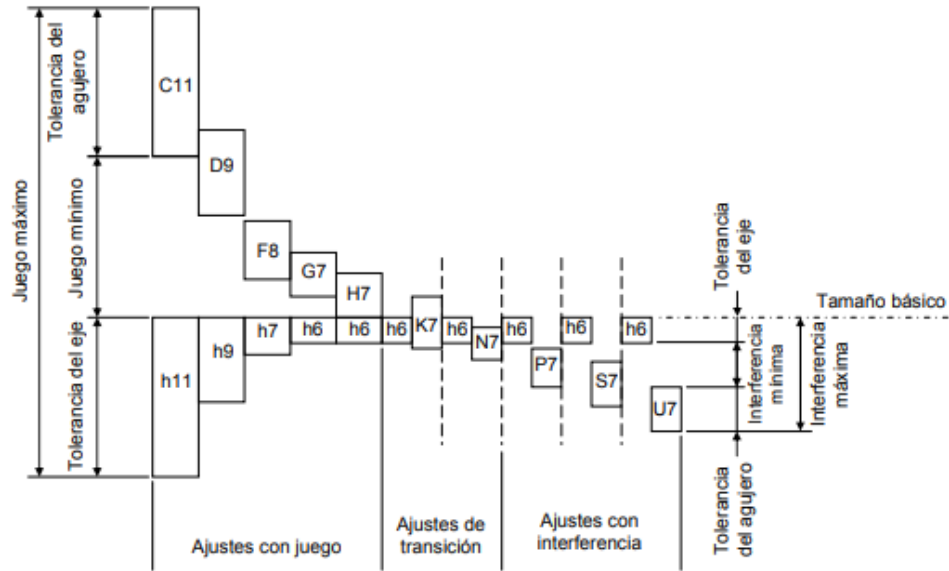 Juego máximo
Tolerancia del
agujero
Juego mínimo
Tolerancia del eje
C11
D9
F8
G7
H7
h11
h9
h7
h6
h6
h6
K7
h6
N7
h6
P7
h6
S7
h6
U7
Tolerancia
del eje
Tamaño básico
Interferencia
mínima
Interferencia
máxima
Tolerancia
del agujero
Ajustes con juego
Ajustes de
transición
Ajustes con
interferencia